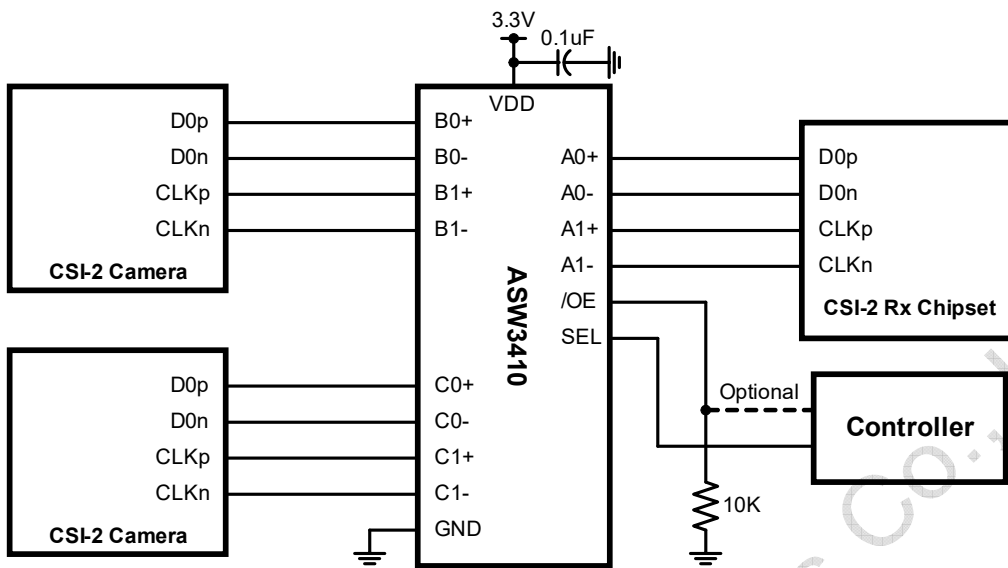 3.3V
0.1uF
VDD
D0p
D0n
CLKp
CLKn
CSI-2 Camera
B0+
B0-
B1+
B1-
A0+
A0-
A1+
A1-
/OE
SEL
ASW3410
D0p
D0n
CLKp
CLKn
CSI-2 Rx Chipset
D0p
D0n
CLKp
CLKn
CSI-2 Camera
C0+
C0-
C1+
C1-
GND
Optional
Controller
10K
Co.,